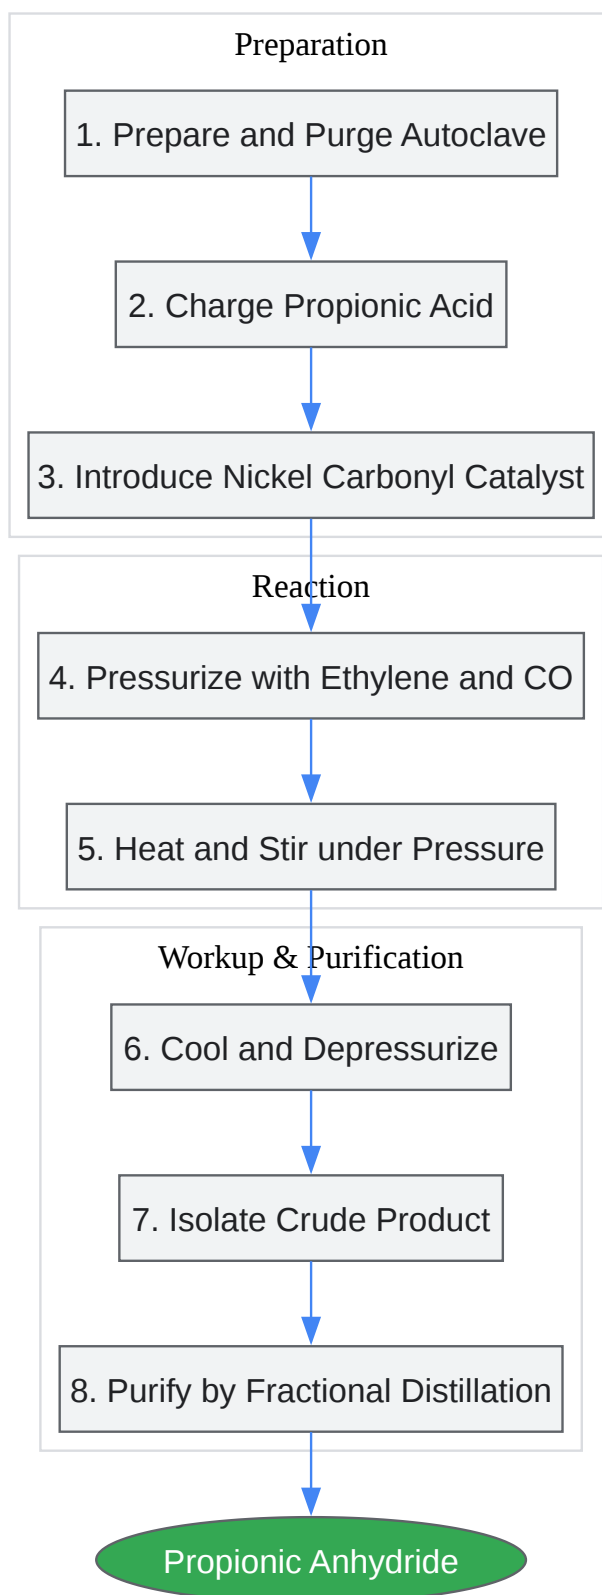 Preparation
1. Prepare and Purge Autoclave
2. Charge Propionic Acid
3. Introduce Nickel Carbonyl Catalyst
Reaction
4. Pressurize with Ethylene and CO
5. Heat and Stir under Pressure
Workup & Purification
6. Cool and Depressurize
7. Isolate Crude Product
8. Purify by Fractional Distillation
Propionic Anhydride